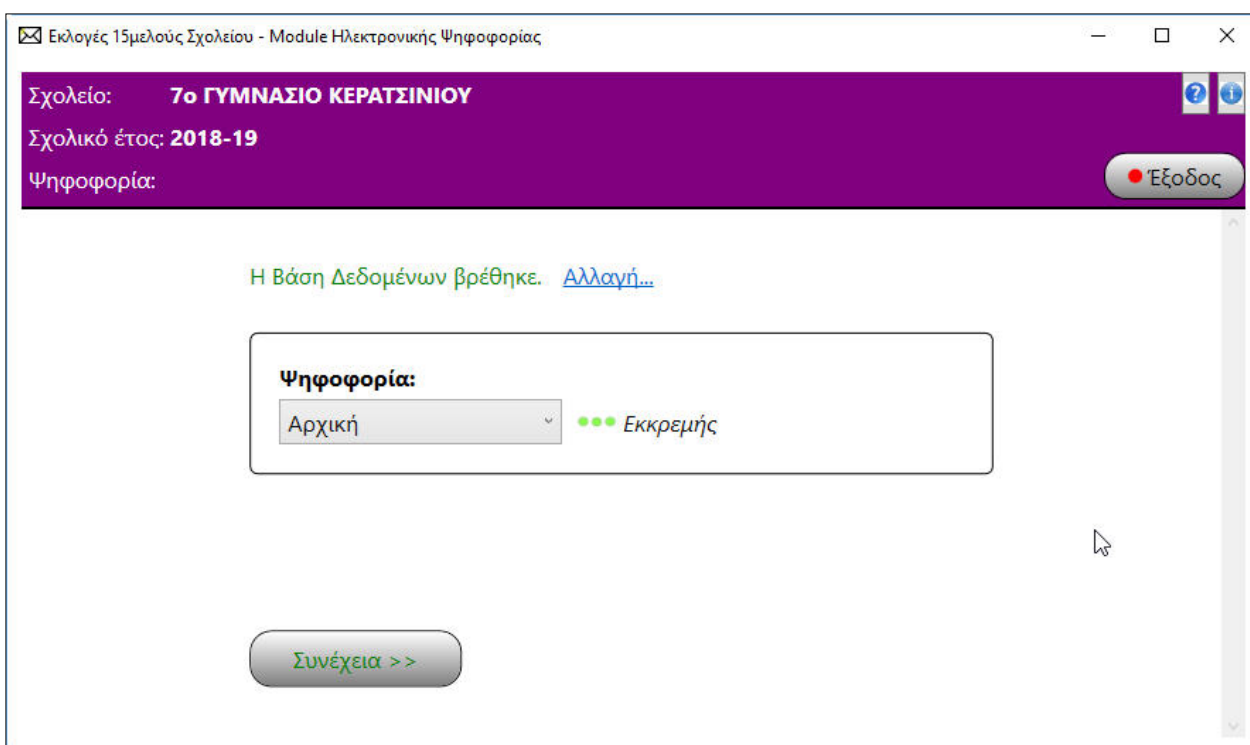 Εκλογές 15μελούς Σχολείου - Module Ηλεκτρονικής Ψηφοφορίας
Σχολείο: 7ο ΓΥΜΝΑΣΙΟ ΚΕΡΑΤΣΙΝΙΟΥ
Σχολικό έτος: 2018-19
Ψηφοφορία:
Έξοδος
Η Βάση Δεδομένων βρέθηκε. Αλλαγή...
Ψηφοφορία:
Αρχική Εκκρεμής
Συνέχεια >>